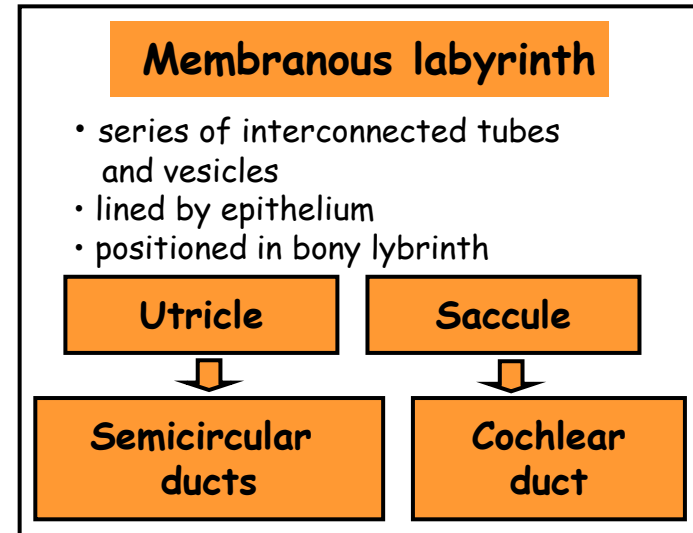 Membranous labyrinth
• series of interconnected tubes
and vesicles
• lined by epithelium
• positioned in bony lybrinth
Utricle
Saccule
Semicircular
ducts
Cochlear
duct